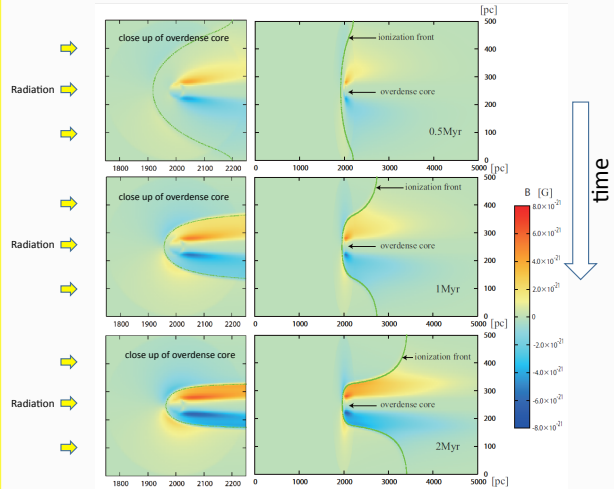 [pc]
close up of overdense core
Radiation
1800 1900 2000 2100 2200
500
400
300
200
100
0
ionization front
overdense core
0.5Myr
0 1000 2000 3000 4000 5000 [pc]
close up of overdense core
Radiation
1800 1900 2000 2100 2200
500
400
300
200
100
0
ionization front
overdense core
1Myr
0 1000 2000 3000 4000 5000 [pc]
close up of overdense core
Radiation
1800 1900 2000 2100 2200
500
400
300
200
100
0
ionization front
overdense core
2Myr
0 1000 2000 3000 4000 5000 [pc]
B [G]
8.0×10⁻²¹
6.0×10⁻²¹
4.0×10⁻²¹
2.0×10⁻²¹
0
-2.0×10⁻²¹
-4.0×10⁻²¹
-6.0×10⁻²¹
-8.0×10⁻²¹
time